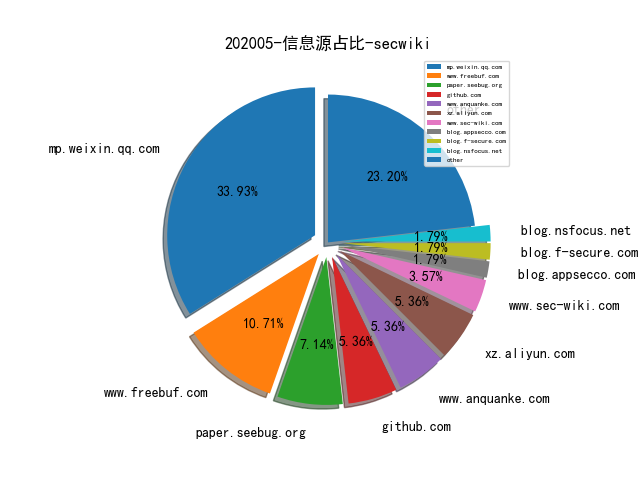 202005-信息源占比-secwiki
mp.weixin.qq.com
www.freebuf.com
paper.seebug.org
github.com
www.anquanke.com
xz.aliyun.com
www.sec-wiki.com
blog.appsecco.com
blog.f-secure.com
blog.nsfocus.net
other
other
mp.weixin.qq.com
33.93%
23.20%
1.79%
blog.nsfocus.net
1.79%
blog.f-secure.com
1.79%
blog.appsecco.com
3.57%
www.sec-wiki.com
5.36%
xz.aliyun.com
5.36%
www.anquanke.com
5.36%
github.com
7.14%
paper.seebug.org
10.71%
www.freebuf.com